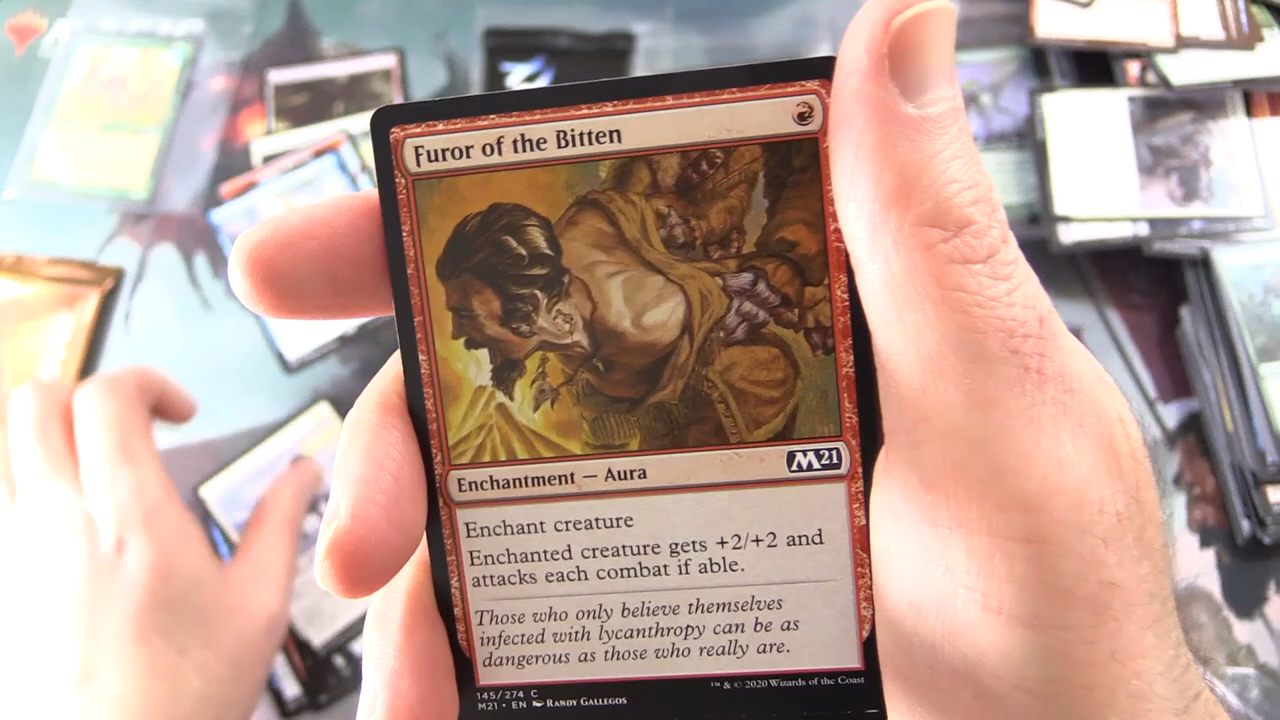 Furor of the Bitten
Enchantment — Aura
M21
Enchant creature
Enchanted creature gets +2/+2 and
attacks each combat if able.
Those who only believe themselves
infected with lycanthropy can be as
dangerous as those who really are.
145/274 C
M21 • EN Randy Gallegos
™ & © 2020 Wizards of the Coast